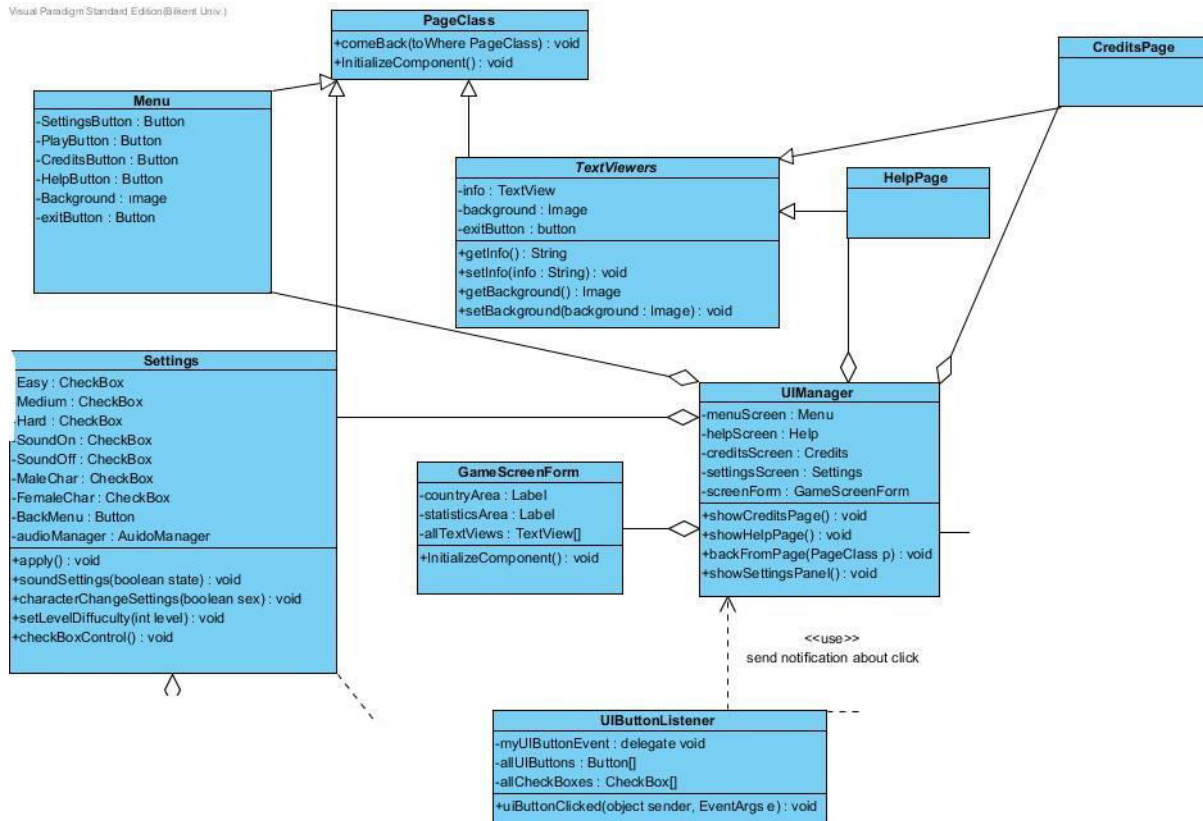 Visual Paradigm Standard Edition(Bilkent Univ.)
PageClass
+comeBack(toWhere PageClass) : void
+InitializeComponent() : void
CreditsPage
Menu
-SettingsButton : Button
-PlayButton : Button
-CreditsButton : Button
-HelpButton : Button
-Background : image
-exitButton : Button
TextViewers
-info : TextView
-background : Image
-exitButton : button
+getInfo() : String
+setInfo(info : String) : void
+getBackground() : Image
+setBackground(background : Image) : void
HelpPage
Settings
Easy : CheckBox
Medium : CheckBox
-Hard : CheckBox
-SoundOn : CheckBox
-SoundOff : CheckBox
-MaleChar : CheckBox
-FemaleChar : CheckBox
-BackMenu : Button
-audioManager : AuidoManager
+apply() : void
+soundSettings(boolean state) : void
+characterChangeSettings(boolean sex) : void
+setLevelDiffuculty(int level) : void
+checkBoxControl() : void
GameScreenForm
-countryArea : Label
-statisticsArea : Label
-allTextViews : TextView[]
+InitializeComponent() : void
UIManager
-menuScreen : Menu
-helpScreen : Help
-creditsScreen : Credits
-settingsScreen : Settings
-screenForm : GameScreenForm
+showCreditsPage() : void
+showHelpPage() : void
+backFromPage(PageClass p) : void
+showSettingsPanel() : void
<<use>>
send notification about click
UIButtonListener
-myUIButtonEvent : delegate void
-allUIButtons : Button[]
-allCheckBoxes : CheckBox[]
+uiButtonClicked(object sender, EventArgs e) : void